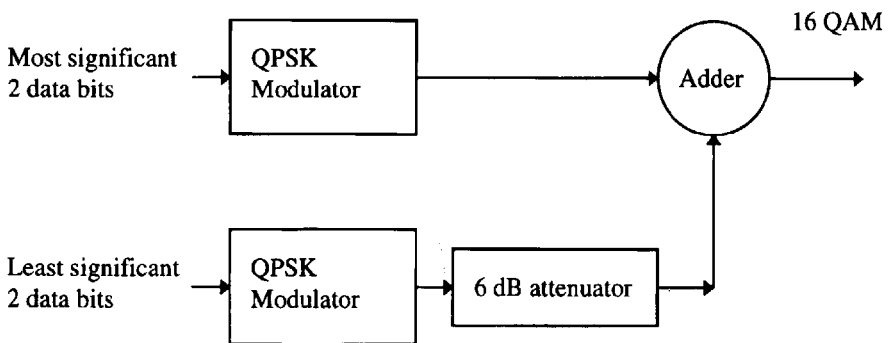 16 QAM
Most significant
2 data bits
QPSK
Modulator
Adder
Least significant
2 data bits
QPSK
Modulator
6 dB attenuator